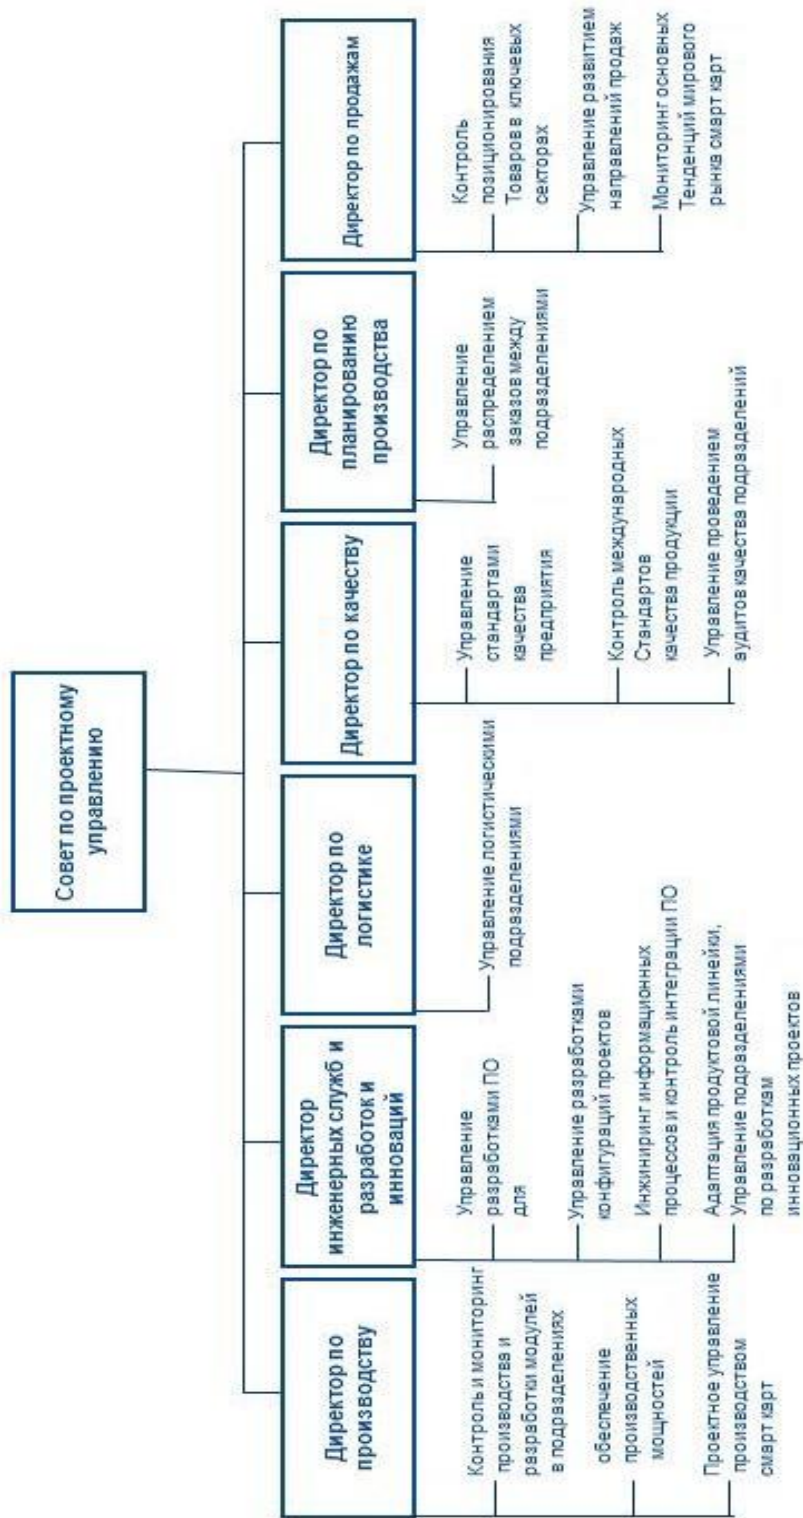 Совет по проектному
управлению
Директор по
производству
Контроль и мониторинг
производства и
разработки модулей
в подразделениях
обеспечение
производственных
мощностей
Проектное управление
производством
смарт карт
Директор
инженерных служб и
разработок и
инноваций
Управление
разработками ПО
для
Управление разработками
конфигураций проектов
Инжиниринг информационных
процессов и контроль интеграции ПО
Адаптация продуктовой линейки,
Управление подразделениями
по разработкам
инновационных проектов
Директор по
логистике
Управление логистическими
подразделениями
Директор по качеству
Управление
стандартами
качества
предприятия
Контроль международных
Стандартов
качества продукции
Управление проведением
аудитов качества подразделений
Директор по
планированию
производства
Управление
распределением
заказов между
подразделениями
Директор по продажам
Контроль
позиционирования
Товаров в ключевых
секторах
Управление развитием
направлений продаж
Мониторинг основных
Тенденций мирового
рынка смарт карт